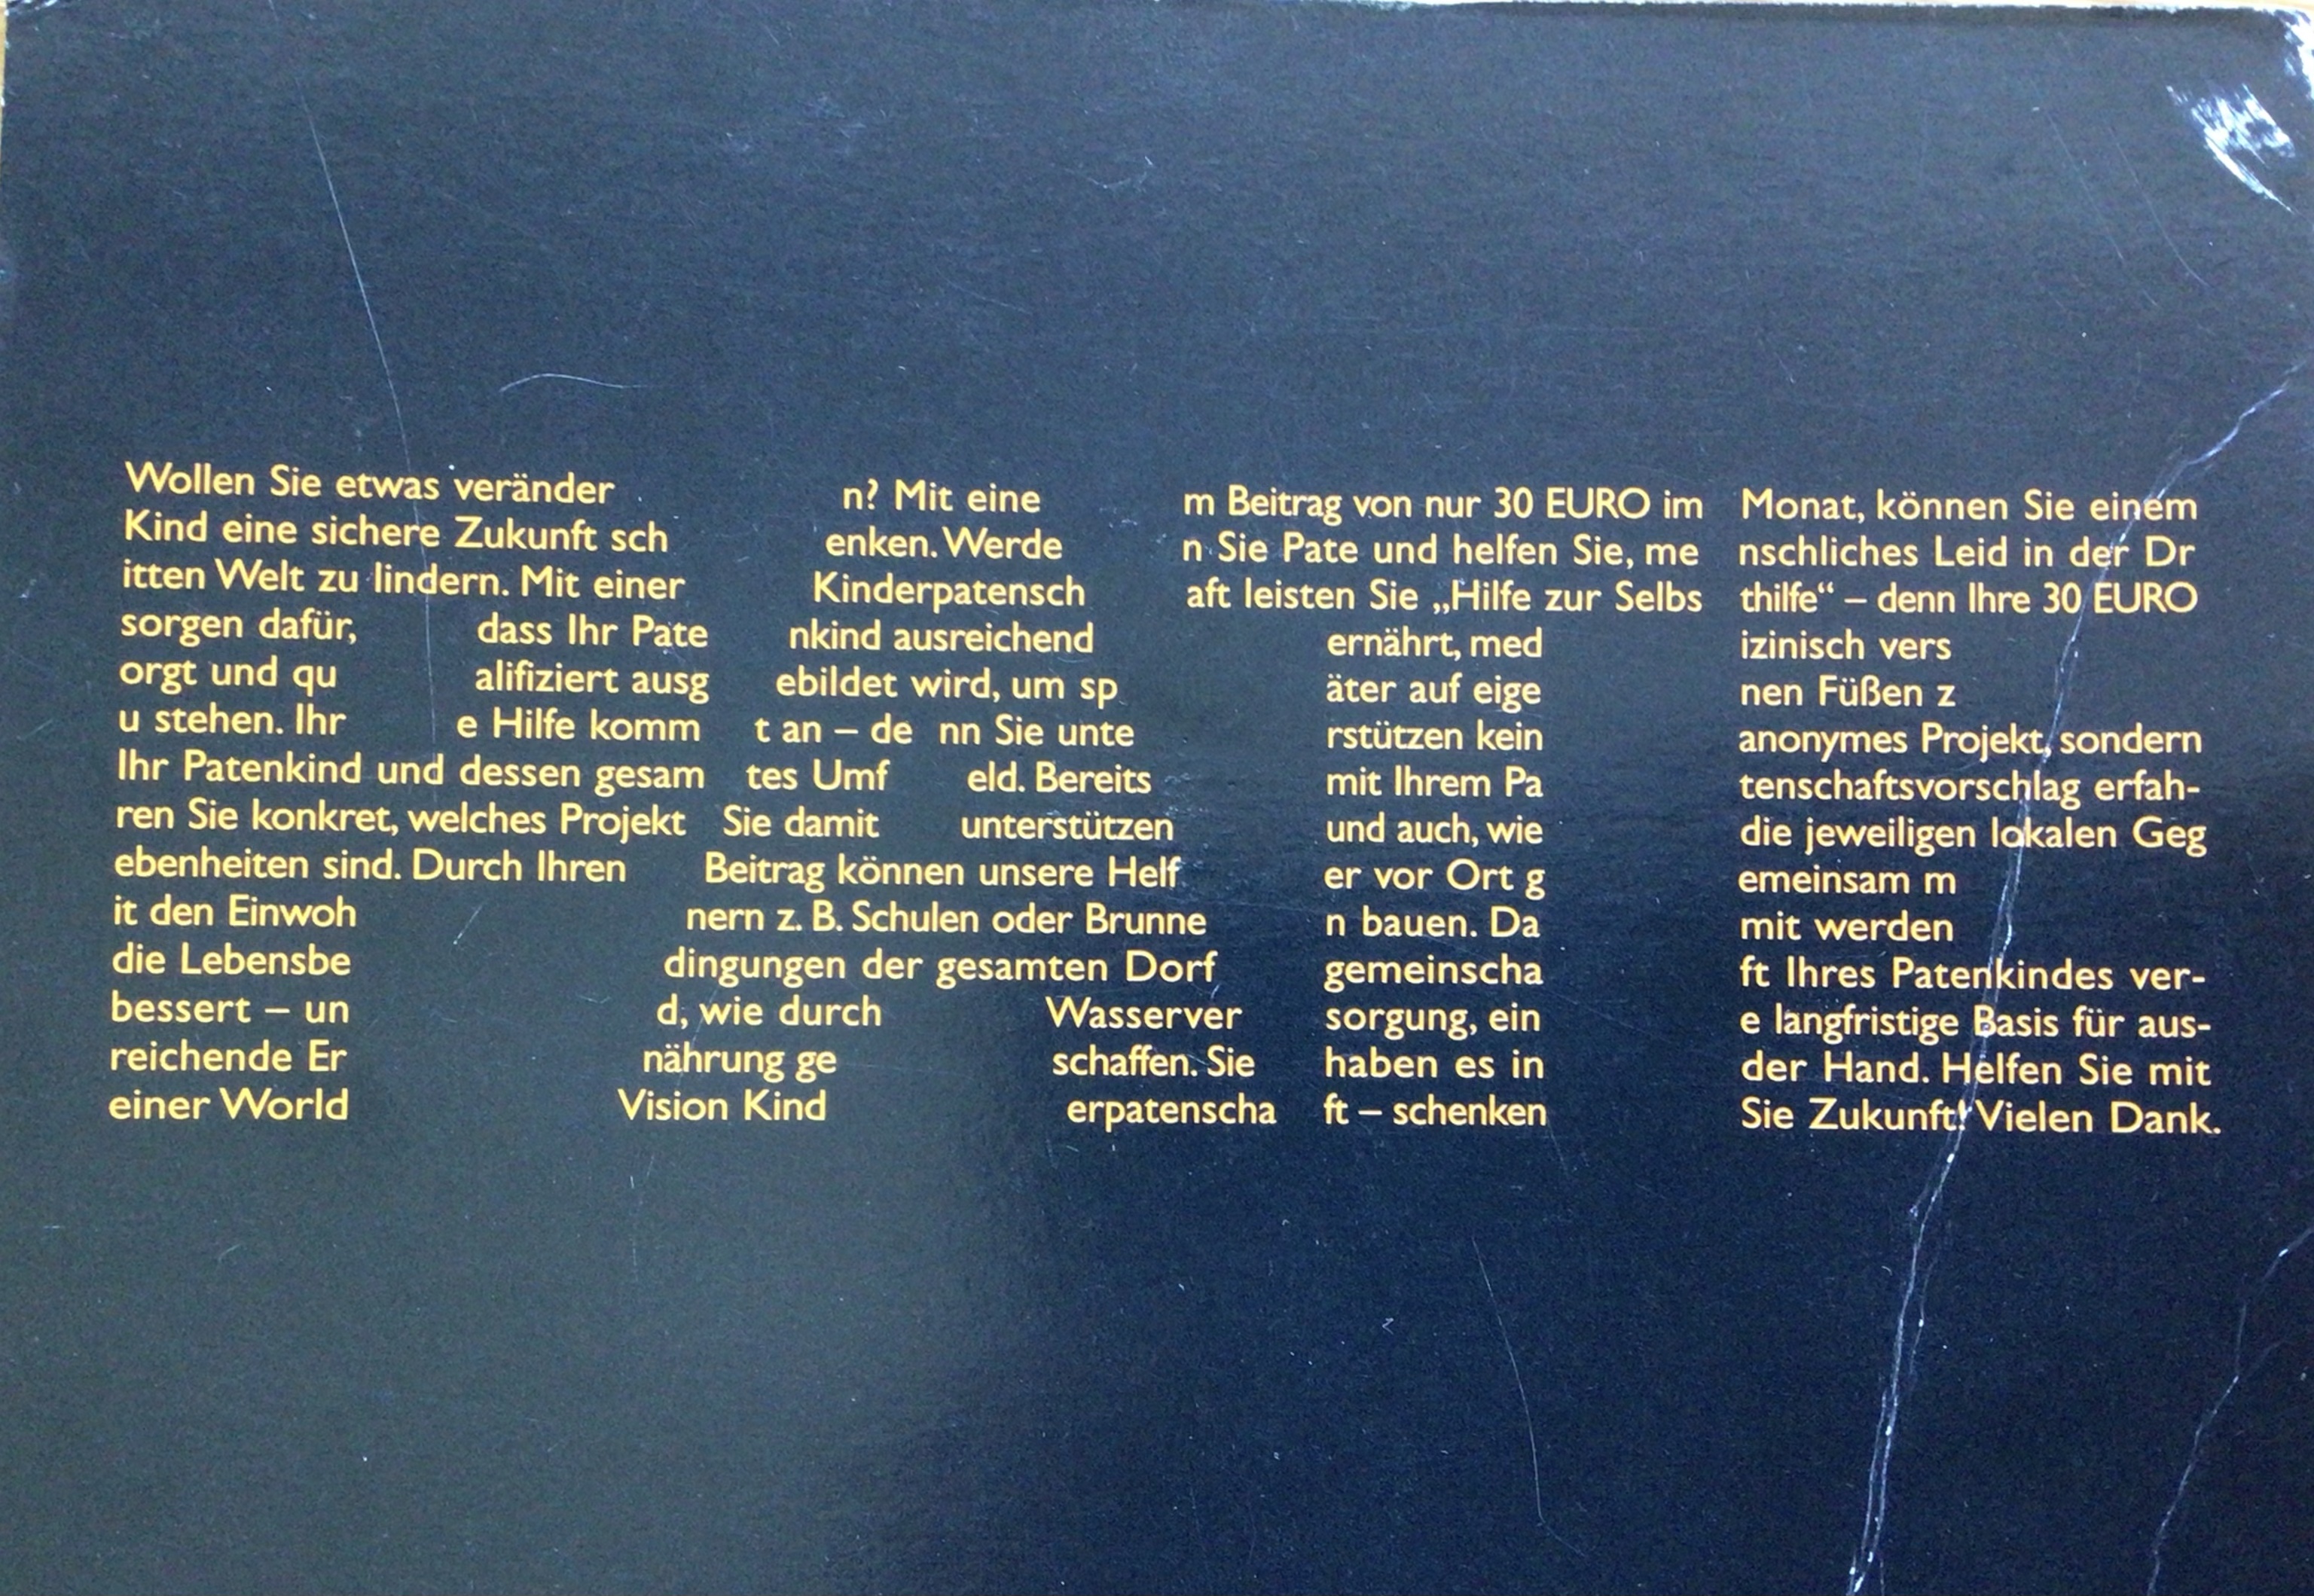 Wollen Sie etwas veränder n? Mit eine m Beitrag von nur 30 EURO im Monat, können Sie einem
Kind eine sichere Zukunft sch enken. Werde n Sie Pate und helfen Sie, me nschliches Leid in der Dr
itten Welt zu lindern. Mit einer Kinderpatensch aft leisten Sie „Hilfe zur Selbs thilfe“ – denn Ihre 30 EURO
sorgen dafür, dass Ihr Pate nkind ausreichend ernährt, med izinisch vers
orgt und qu alifiziert ausg ebildet wird, um sp äter auf eige nen Füßen z
u stehen. Ihr e Hilfe komm t an – de nn Sie unte rstützen kein anonymes Projekt, sondern
Ihr Patenkind und dessen gesam tes Umf eld. Bereits mit Ihrem Pa tenschaftsvorschlag erfah-
ren Sie konkret, welches Projekt Sie damit unterstützen und auch, wie die jeweiligen lokalen Geg
ebenheiten sind. Durch Ihren Beitrag können unsere Helf er vor Ort g emeinsam m
it den Einwoh nern z. B. Schulen oder Brunne n bauen. Da mit werden
die Lebensbe dingungen der gesamten Dorf gemeinscha ft Ihres Patenkindes ver-
bessert – un d, wie durch Wasserver sorgung, ein e langfristige Basis für aus-
reichende Er nährung ge schaffen. Sie haben es in der Hand. Helfen Sie mit
einer World Vision Kind erpatenscha ft – schenken Sie Zukunft! Vielen Dank.